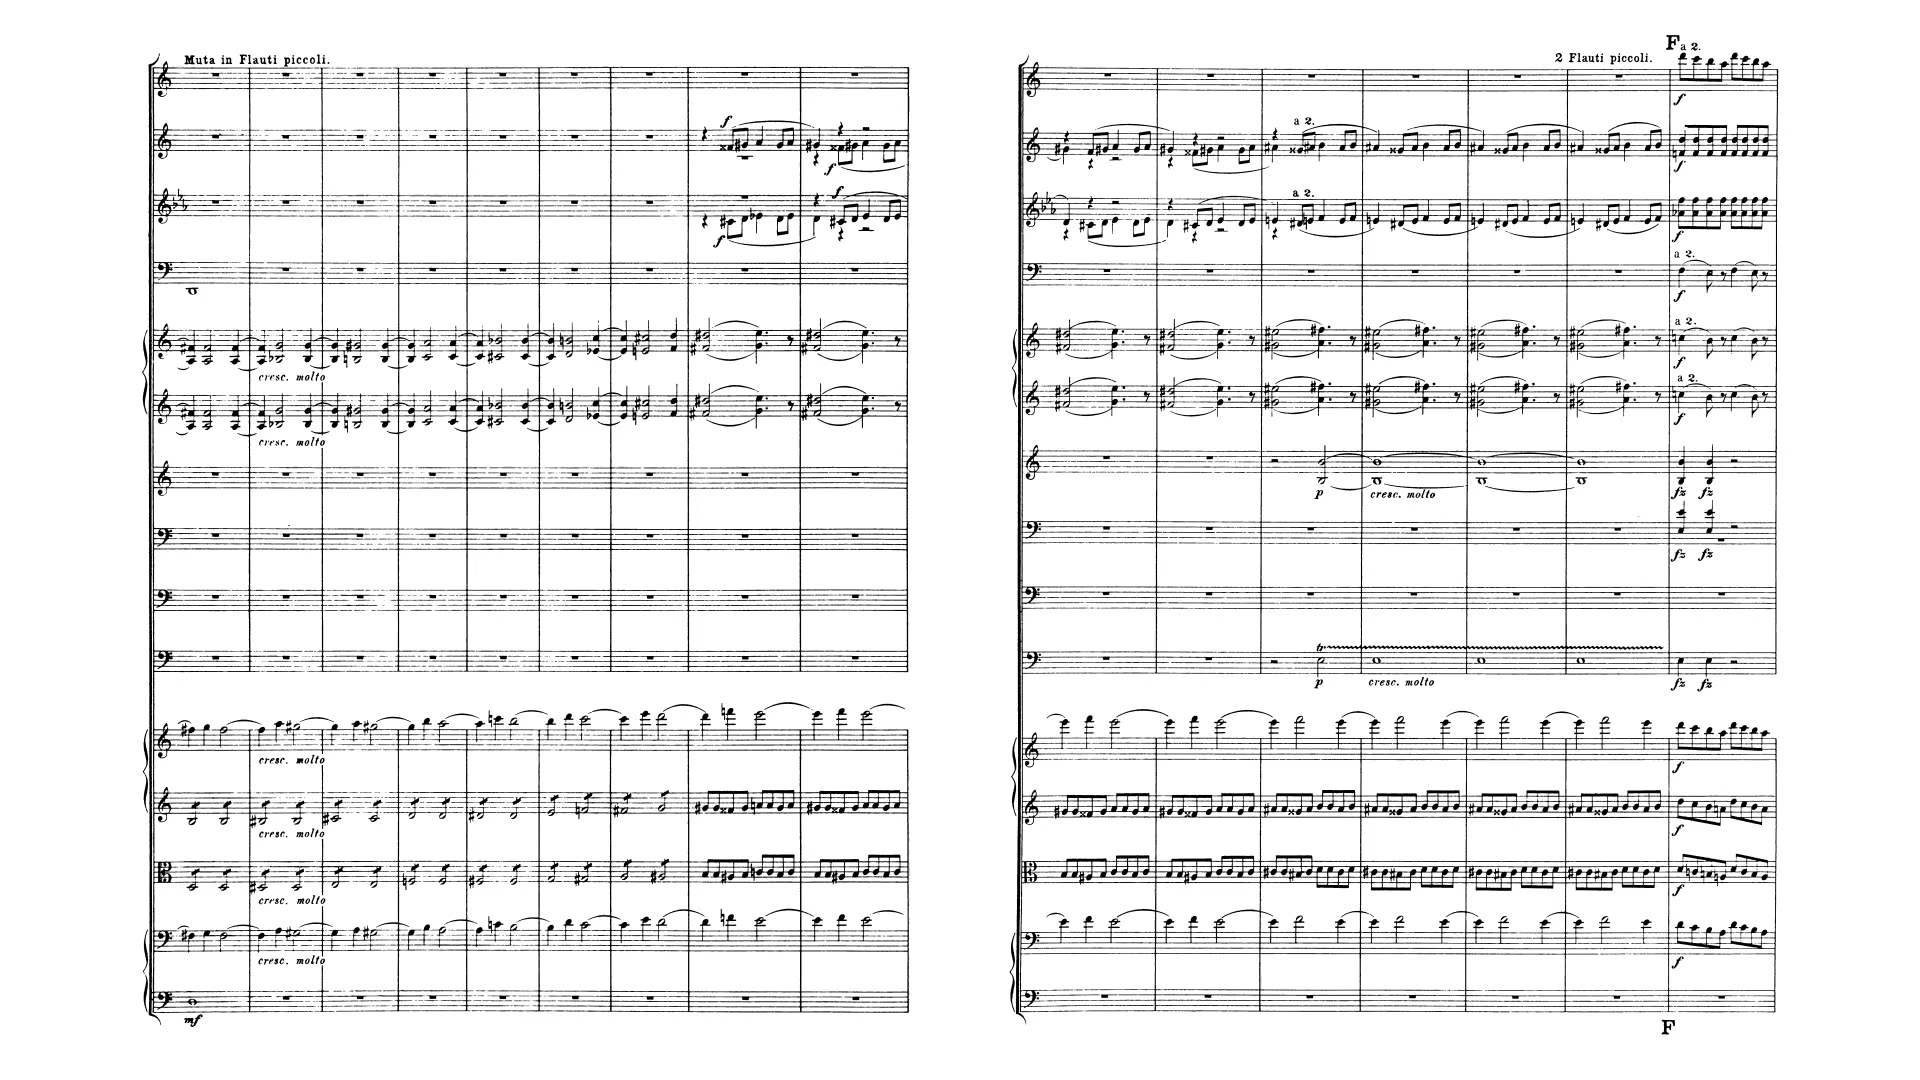 Muta in Flauti piccoli.
f
f
f
f
cresc. molto
cresc. molto
cresc. molto
cresc. molto
cresc. molto
cresc. molto
mf
F
a 2.
2 Flauti piccoli.
f
a 2.
f
a 2.
f
a 2.
f
a 2.
f
a 2.
f
p cresc. molto fz fz
fz fz
tr
p cresc. molto fz fz
f
f
f
f
F